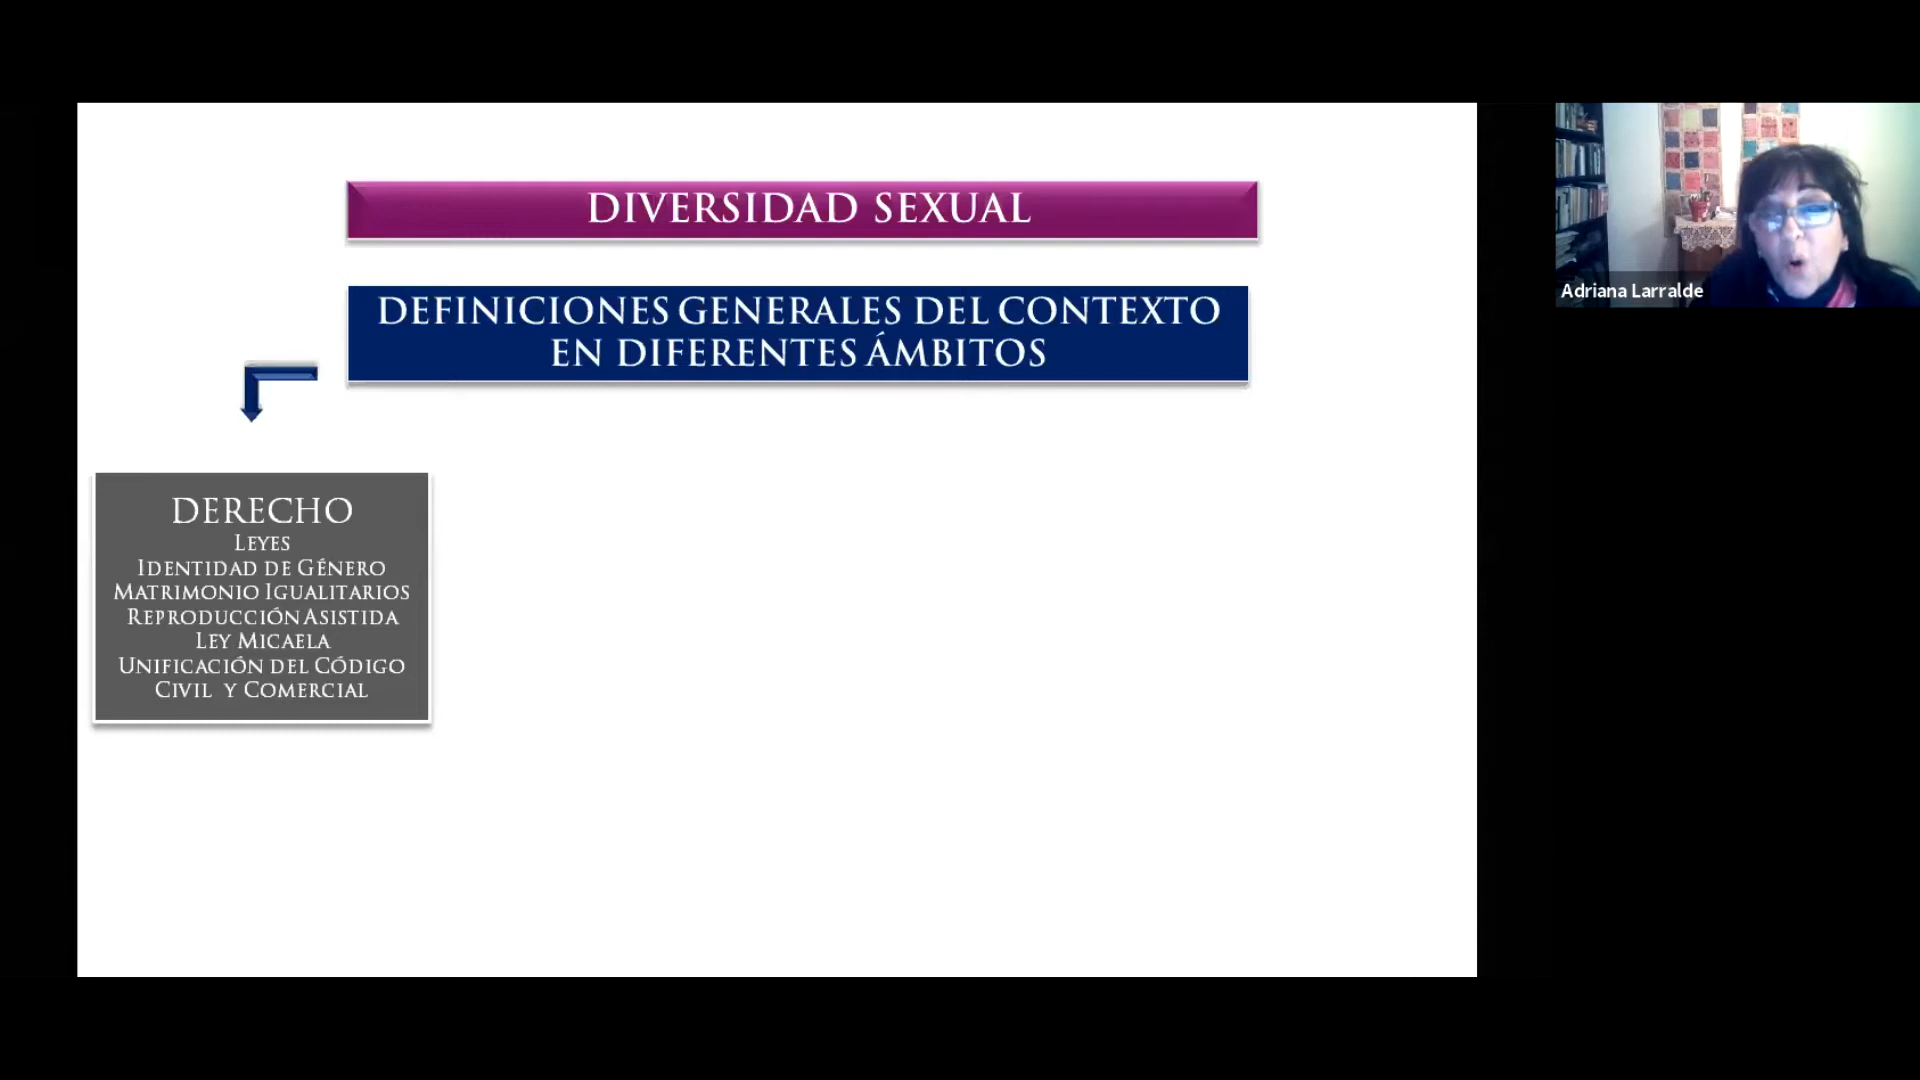 DIVERSIDAD SEXUAL
DEFINICIONES GENERALES DEL CONTEXTO
EN DIFERENTES ÁMBITOS
DERECHO
LEYES
IDENTIDAD DE GÉNERO
MATRIMONIO IGUALITARIOS
REPRODUCCIÓN ASISTIDA
LEY MICAELA
UNIFICACIÓN DEL CÓDIGO
CIVIL Y COMERCIAL
Adriana Larralde